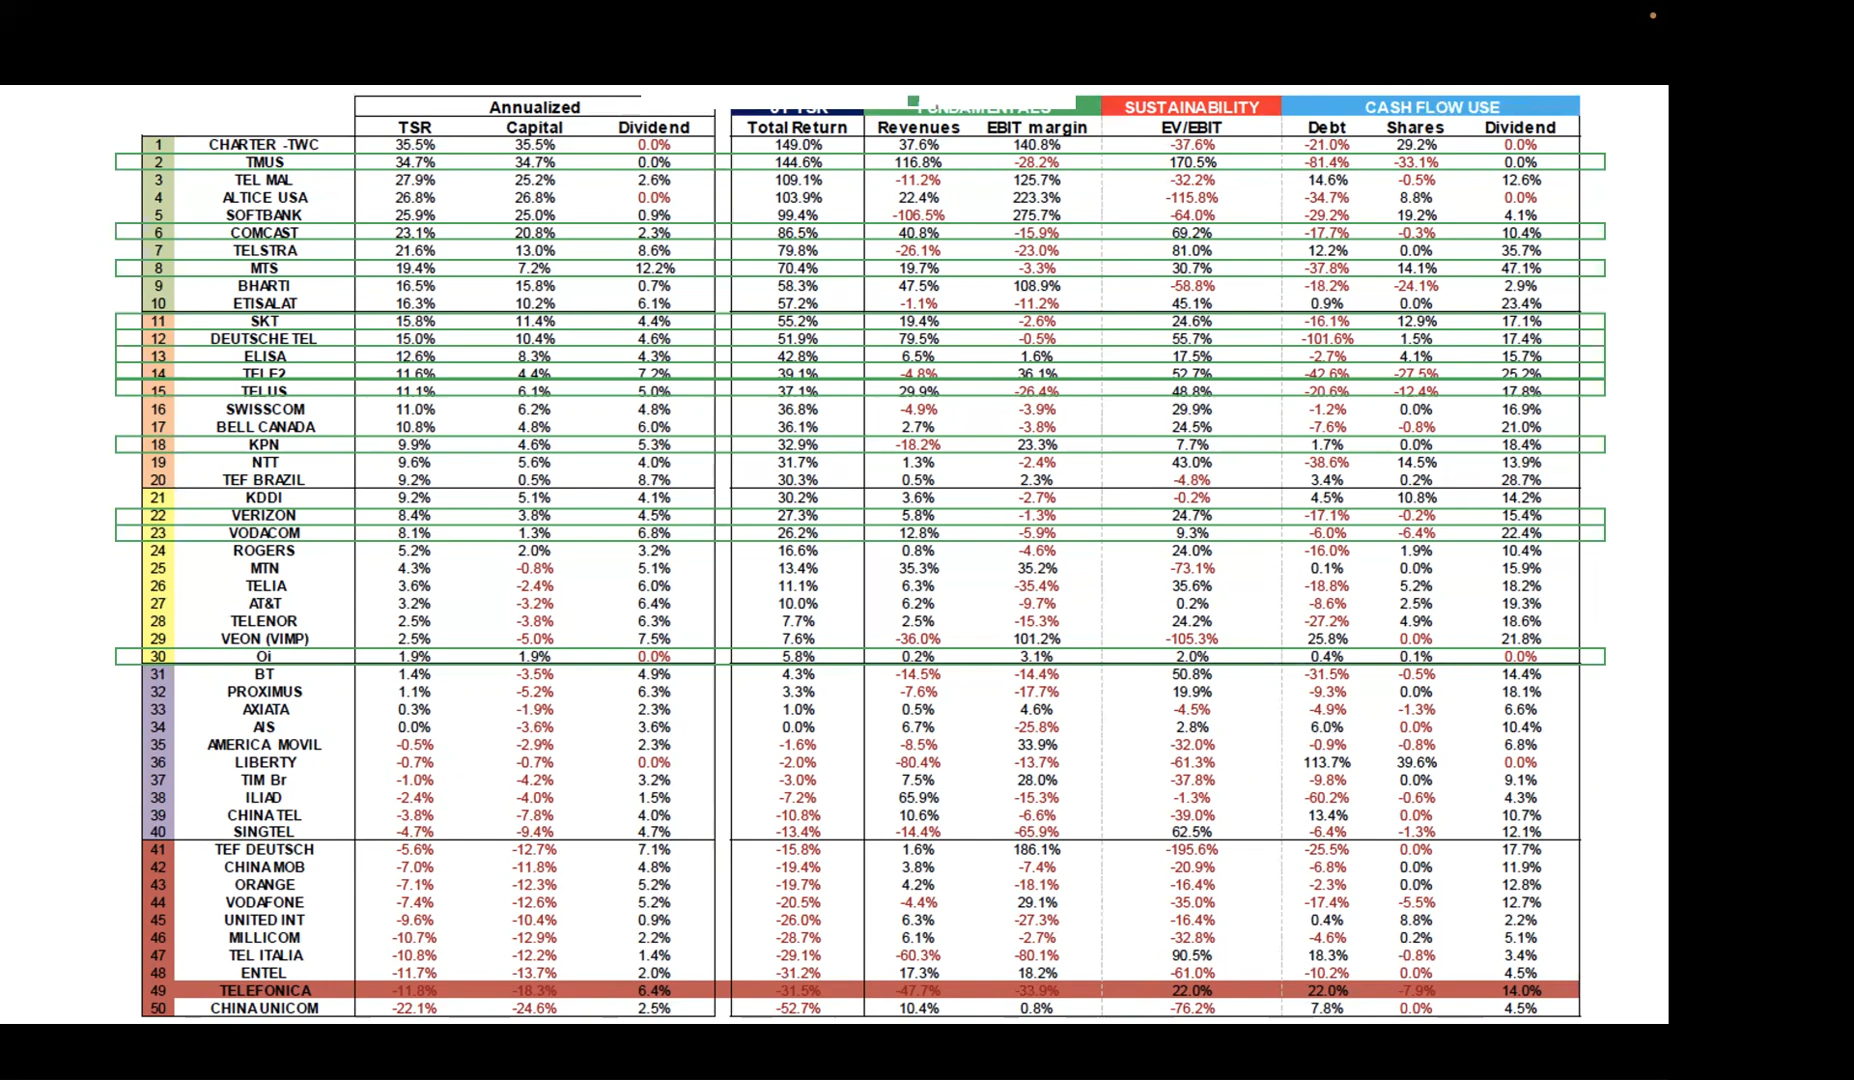 Annualized SUSTAINABILITY CASH FLOW USE
TSR Capital Dividend Total Return Revenues EBIT margin EV/EBIT Debt Shares Dividend
1 CHARTER -TWC 35.5% 35.5% 0.0% 149.0% 37.6% 140.8% -37.6% -21.0% 29.2% 0.0%
2 TMUS 34.7% 34.7% 0.0% 144.6% 116.8% -28.2% 170.5% -81.4% -33.1% 0.0%
3 TEL MAL 27.9% 25.2% 2.6% 109.1% -11.2% 125.7% -32.2% 14.6% -0.5% 12.6%
4 ALTICE USA 26.8% 26.8% 0.0% 103.9% 22.4% 223.3% -115.8% -34.7% 8.8% 0.0%
5 SOFTBANK 25.9% 25.0% 0.9% 99.4% -106.5% 275.7% -64.0% -29.2% 19.2% 4.1%
6 COMCAST 23.1% 20.8% 2.3% 86.5% 40.8% -15.9% 69.2% -17.7% -0.3% 10.4%
7 TELSTRA 21.6% 13.0% 8.6% 79.8% -26.1% -23.0% 81.0% 12.2% 0.0% 35.7%
8 MTS 19.4% 7.2% 12.2% 70.4% 19.7% -3.3% 30.7% -37.8% 14.1% 47.1%
9 BHARTI 16.5% 15.8% 0.7% 58.3% 47.5% 108.9% -58.8% -18.2% -24.1% 2.9%
10 ETISALAT 16.3% 10.2% 6.1% 57.2% -1.1% -11.2% 45.1% 0.9% 0.0% 23.4%
11 SKT 15.8% 11.4% 4.4% 55.2% 19.4% -2.6% 24.6% -16.1% 12.9% 17.1%
12 DEUTSCHE TEL 15.0% 10.4% 4.6% 51.9% 79.5% -0.5% 55.7% -101.6% 1.5% 17.4%
13 ELISA 12.6% 8.3% 4.3% 42.8% 6.5% 1.6% 17.5% -2.7% 4.1% 15.7%
14 TELE2 11.6% 4.4% 7.2% 39.1% -4.8% 36.1% 52.7% -42.6% -27.5% 25.2%
15 TELUS 11.1% 6.1% 5.0% 37.1% 29.9% -26.4% 48.8% -20.6% -12.4% 17.8%
16 SWISSCOM 11.0% 6.2% 4.8% 36.8% -4.9% -3.9% 29.9% -1.2% 0.0% 16.9%
17 BELL CANADA 10.8% 4.8% 6.0% 36.1% 2.7% -3.8% 24.5% -7.6% -0.8% 21.0%
18 KPN 9.9% 4.6% 5.3% 32.9% -18.2% 23.3% 7.7% 1.7% 0.0% 18.4%
19 NTT 9.6% 5.6% 4.0% 31.7% 1.3% -2.4% 43.0% -38.6% 14.5% 13.9%
20 TEF BRAZIL 9.2% 0.5% 8.7% 30.3% 0.5% 2.3% -4.8% 3.4% 0.2% 28.7%
21 KDDI 9.2% 5.1% 4.1% 30.2% 3.6% -2.7% -0.2% 4.5% 10.8% 14.2%
22 VERIZON 8.4% 3.8% 4.5% 27.3% 5.8% -1.3% 24.7% -17.1% -0.2% 15.4%
23 VODACOM 8.1% 1.3% 6.8% 26.2% 12.8% -5.9% 9.3% -6.0% -6.4% 22.4%
24 ROGERS 5.2% 2.0% 3.2% 16.6% 0.8% -4.6% 24.0% -16.0% 1.9% 10.4%
25 MTN 4.3% -0.8% 5.1% 13.4% 35.3% 35.2% -73.1% 0.1% 0.0% 15.9%
26 TELIA 3.6% -2.4% 6.0% 11.1% 6.3% -35.4% 35.6% -18.8% 5.2% 18.2%
27 AT&T 3.2% -3.2% 6.4% 10.0% 6.2% -9.7% 0.2% -8.6% 2.5% 19.3%
28 TELENOR 2.5% -3.8% 6.3% 7.7% 2.5% -15.3% 24.2% -27.2% 4.9% 18.6%
29 VEON (VIMP) 2.5% -5.0% 7.5% 7.6% -36.0% 101.2% -105.3% 25.8% 0.0% 21.8%
30 Oi 1.9% 1.9% 0.0% 5.8% 0.2% 3.1% 2.0% 0.4% 0.1% 0.0%
31 BT 1.4% -3.5% 4.9% 4.3% -14.5% -14.4% 50.8% -31.5% -0.5% 14.4%
32 PROXIMUS 1.1% -5.2% 6.3% 3.3% -7.6% -17.7% 19.9% -9.3% 0.0% 18.1%
33 AXIATA 0.3% -1.9% 2.3% 1.0% 0.5% 4.6% -4.5% -4.9% -1.3% 6.6%
34 AIS 0.0% -3.6% 3.6% 0.0% 6.7% -25.8% 2.8% 6.0% 0.0% 10.4%
35 AMERICA MOVIL -0.5% -2.9% 2.3% -1.6% -8.5% 33.9% -32.0% -0.9% -0.8% 6.8%
36 LIBERTY -0.7% -0.7% 0.0% -2.0% -80.4% -13.7% -61.3% 113.7% 39.6% 0.0%
37 TIM Br -1.0% -4.2% 3.2% -3.0% 7.5% 28.0% -37.8% -9.8% 0.0% 9.1%
38 ILIAD -2.4% -4.0% 1.5% -7.2% 65.9% -15.3% -1.3% -60.2% -0.6% 4.3%
39 CHINA TEL -3.8% -7.8% 4.0% -10.8% 10.6% -6.6% -39.0% 13.4% 0.0% 10.7%
40 SINGTEL -4.7% -9.4% 4.7% -13.4% -14.4% -65.9% 62.5% -6.4% -1.3% 12.1%
41 TEF DEUTSCH -5.6% -12.7% 7.1% -15.8% 1.6% 186.1% -195.6% -25.5% 0.0% 17.7%
42 CHINA MOB -7.0% -11.8% 4.8% -19.4% 3.8% -7.4% -20.9% -6.8% 0.0% 11.9%
43 ORANGE -7.1% -12.3% 5.2% -19.7% 4.2% -18.1% -16.4% -2.3% 0.0% 12.8%
44 VODAFONE -7.4% -12.6% 5.2% -20.5% -4.4% 29.1% -35.0% -17.4% -5.5% 12.7%
45 UNITED INT -9.6% -10.4% 0.9% -26.0% 6.3% -27.3% -16.4% 0.4% 8.8% 2.2%
46 MILLICOM -10.7% -12.9% 2.2% -28.7% 6.1% -2.7% -32.8% -4.6% 0.2% 5.1%
47 TEL ITALIA -10.8% -12.2% 1.4% -29.1% -60.3% -80.1% 90.5% 18.3% -0.8% 3.4%
48 ENTEL -11.7% -13.7% 2.0% -31.2% 17.3% 18.2% -61.0% -10.2% 0.0% 4.5%
49 TELEFONICA -11.8% -18.3% 6.4% -31.5% -47.7% -33.9% 22.0% 22.0% -7.9% 14.0%
50 CHINA UNICOM -22.1% -24.6% 2.5% -52.7% 10.4% 0.8% -76.2% 7.8% 0.0% 4.5%